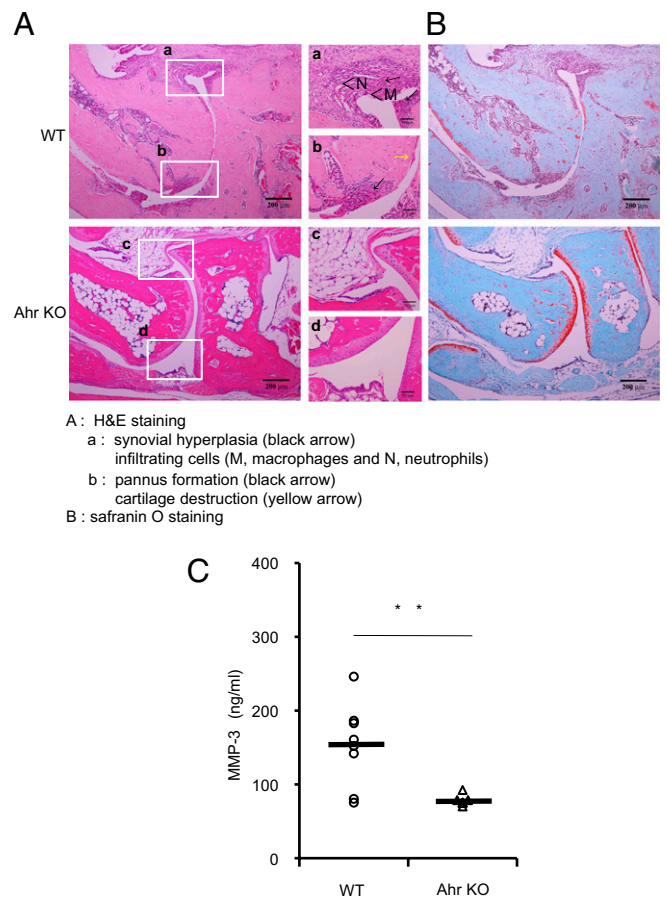 A
B
a
a
N
M
WT
b
b
200 μm
200 μm
c
c
Ahr KO
d
d
200 μm
200 μm
A : H&E staining
a : synovial hyperplasia (black arrow)
infiltrating cells (M, macrophages and N, neutrophils)
b : pannus formation (black arrow)
cartilage destruction (yellow arrow)
B : safranin O staining
C
400
* *
300
MMP-3 (ng/ml)
200
100
0
WT
Ahr KO